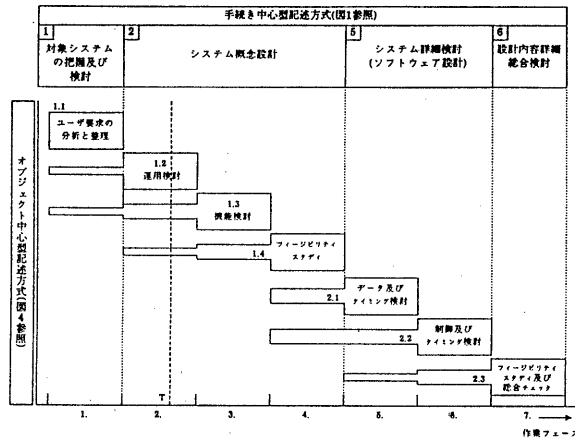 手続き中心型記述方式(図1参照)
1
対象システム
の把握及び
検討
2
システム概念設計
5
システム詳細検討
(ソフトウェア設計)
6
設計内容詳細
総合検討
オブジェクト中心型記述方式(図4参照)
1.1
ユーザ要求の
分析と整理
1.2
運用検討
1.3
機能検討
フィージビリティ
スタディ
1.4
データ及び
タイミング検討
2.1
制御及び
タイミング検討
2.2
フィージビリティ
スタディ及び
総合チェック
2.3
T
1.
2.
3.
4.
5.
6.
7.
作業フェーズ